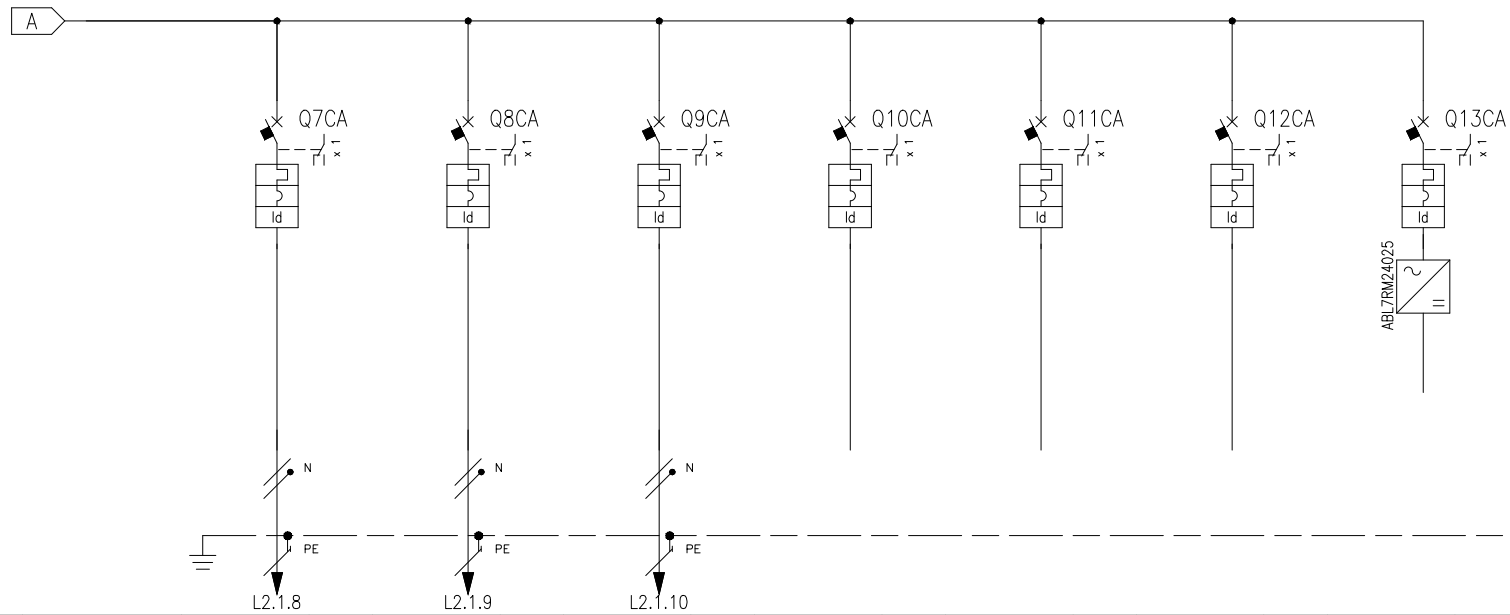 A
Q7CA
Q8CA
Q9CA
Q10CA
Q11CA
Q12CA
Q13CA
x 1
x 1
x 1
x 1
x 1
x 1
x 1
Id
Id
Id
Id
Id
Id
Id
ABL7RM24025
N
N
N
PE
PE
PE
L2.1.8
L2.1.9
L2.1.10